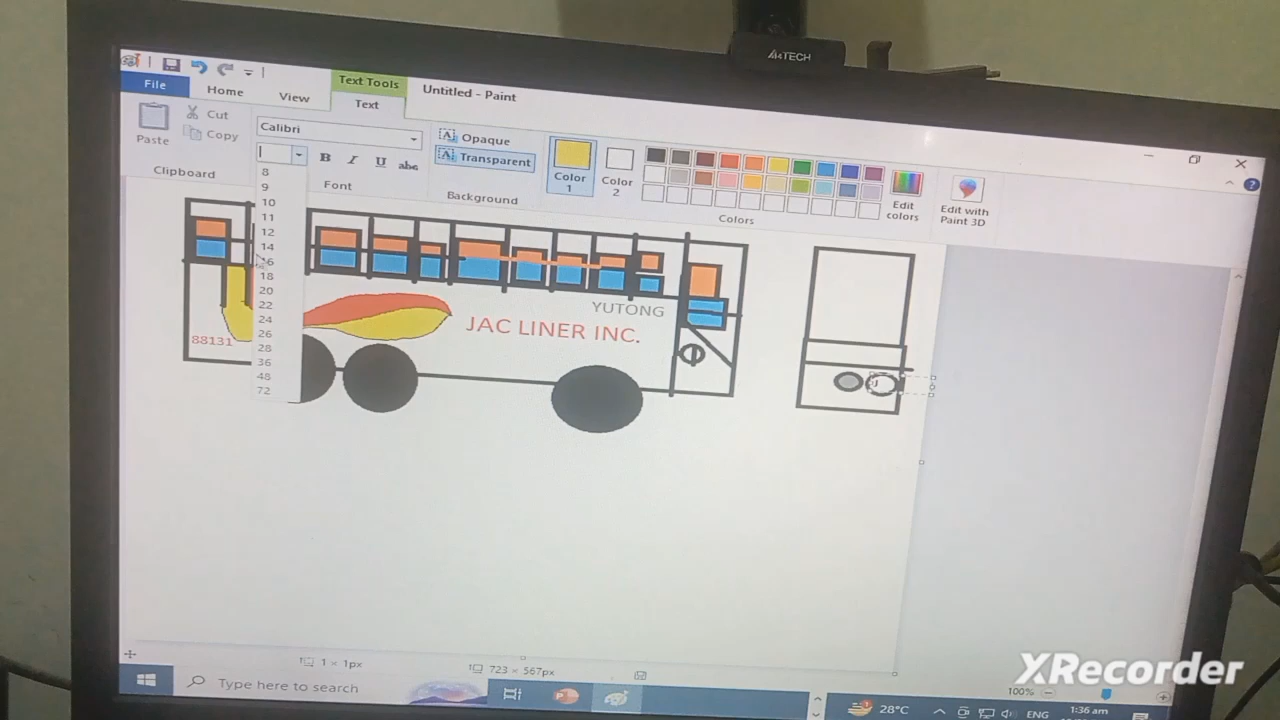 A4TECH
Untitled - Paint
Text Tools
File
Home
View
Text
Paste
Cut
Copy
Clipboard
Calibri
B I U abc
Font
Opaque
Transparent
Background
Color 1
Color 2
Colors
Edit colors
Edit with Paint 3D
8
9
10
11
12
14
16
18
20
22
24
26
28
36
48
72
YUTONG
JAC LINER INC.
88131
1 × 1px
723 × 567px
100%
Type here to search
28°C
ENG
1:36 am
XRecorder